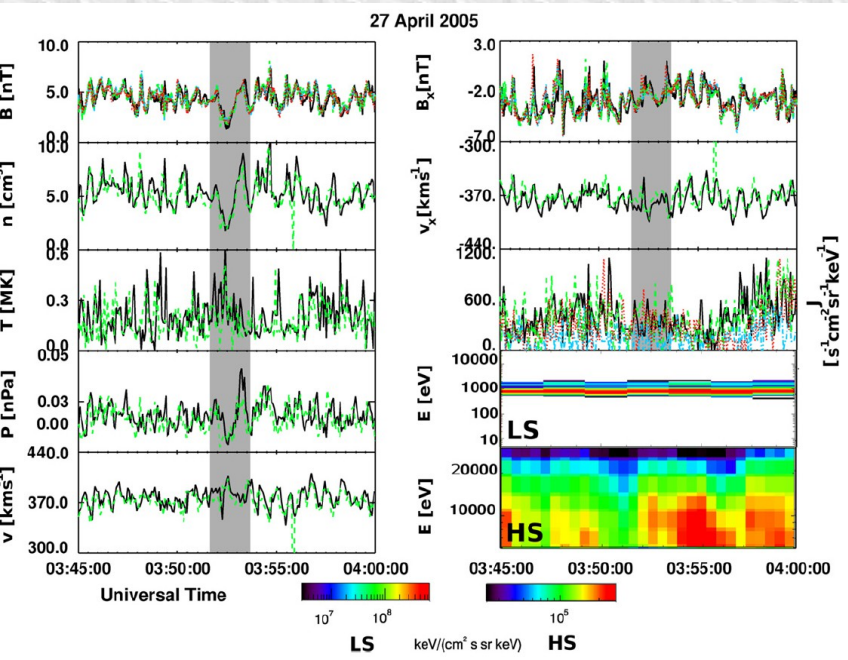 27 April 2005
B [nT]
10.0
5.0
0.0
n [cm⁻³]
10.0
5.0
0.0
T [MK]
0.6
0.3
0.0
P [nPa]
0.05
0.03
0.00
v [kms⁻¹]
440.0
370.0
300.0
03:45:00 03:50:00 03:55:00 04:00:00
Universal Time
Bx[nT]
3.0
-2.0
-7.0
vx[kms⁻¹]
-300.
-370.
-440.
1200.
600.
0.
J
[s⁻¹cm⁻²sr⁻¹keV⁻¹]
E [eV]
10000
1000
100
10
LS
E [eV]
20000
10000
HS
03:45:00 03:50:00 03:55:00 04:00:00
10⁷ 10⁸
10⁵
LS keV/(cm² s sr keV) HS